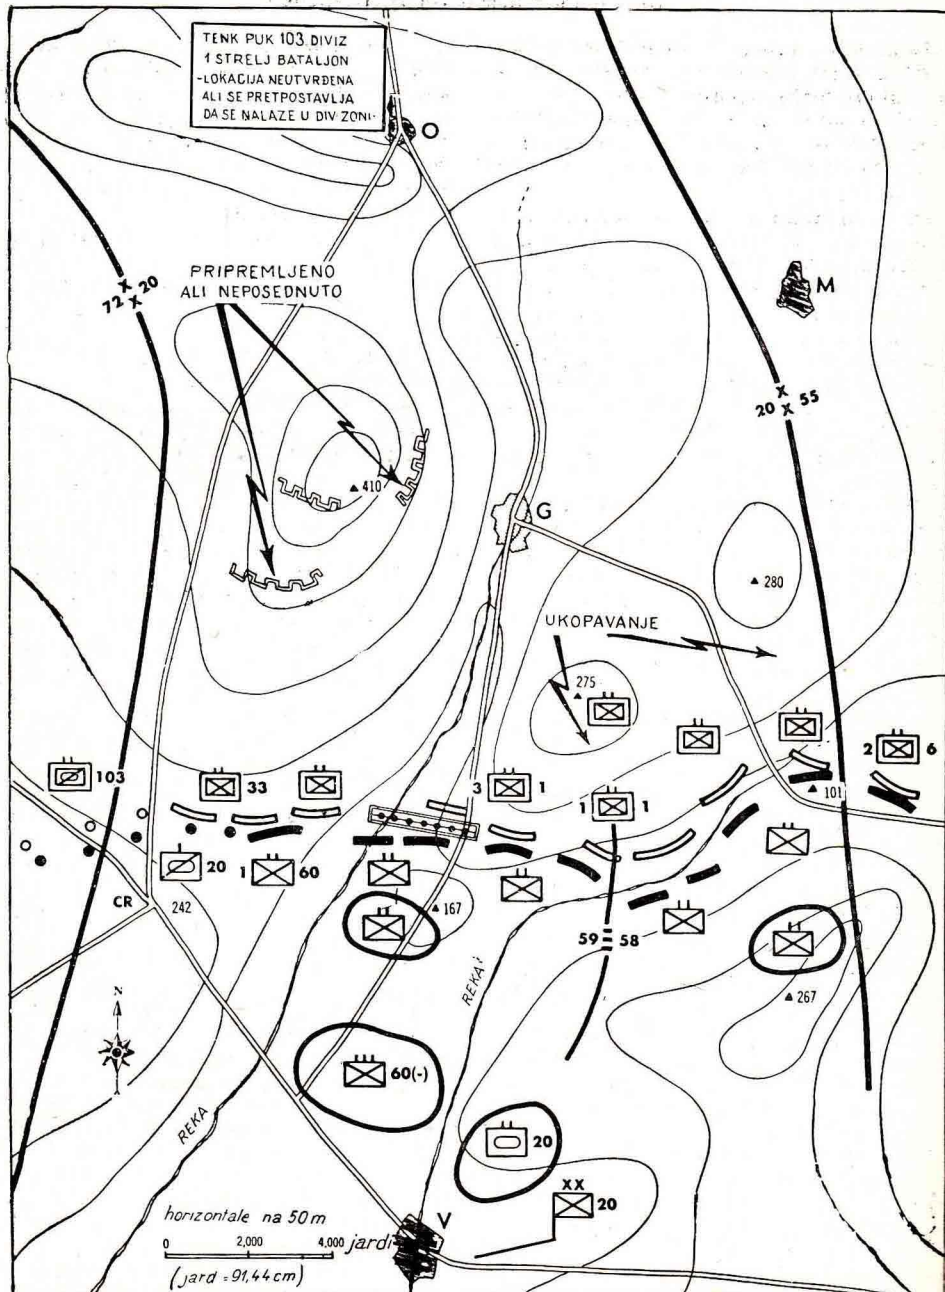 TENK PUK 103 DIVIZ
1 STRELJ BATALJON
-LOKACIJA NEUTVRĐENA
ALI SE PRETPOSTAVLJA
DA SE NALAZE U DIV ZONI-
O
72 X X 20
PRIPREMLJENO
ALI NEPOSEDNUTO
M
20 X X 55
410
G
280
UKOPAVANJE
275
2 6
103
33
3 1
101
1 1
20
1 60
CR
242
167
59 58
267
REKA
N
60(-)
REKA
20
XX
20
V
horizontale na 50 m
0 2,000 4,000 jardi
(jard = 91,44 cm)